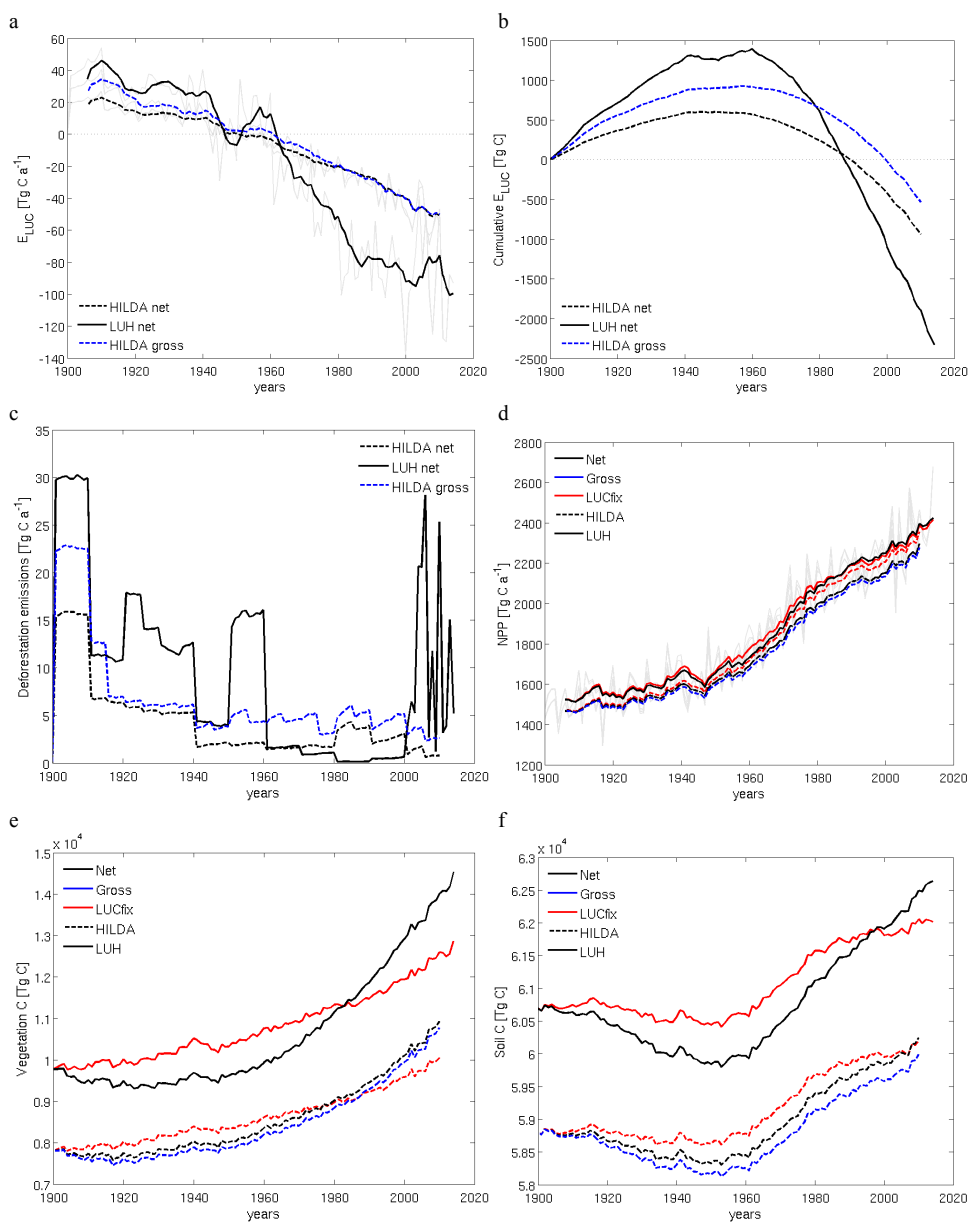 a
60
40
20
0
-20
-40
-60
-80
-100
-120
-140
1900
1920
1940
1960
1980
2000
2020
E_LUC [Tg C a⁻¹]
years
HILDA net
LUH net
HILDA gross
b
1500
1000
500
0
-500
-1000
-1500
-2000
-2500
1900
1920
1940
1960
1980
2000
2020
Cumulative E_LUC [Tg C]
years
HILDA net
LUH net
HILDA gross
c
35
30
25
20
15
10
5
0
1900
1920
1940
1960
1980
2000
2020
Deforestation emissions [Tg C a⁻¹]
years
HILDA net
LUH net
HILDA gross
d
2800
2600
2400
2200
2000
1800
1600
1400
1200
1900
1920
1940
1960
1980
2000
2020
NPP [Tg C a⁻¹]
years
Net
Gross
LUCfix
HILDA
LUH
e
x 10⁴
1.5
1.4
1.3
1.2
1.1
1
0.9
0.8
0.7
1900
1920
1940
1960
1980
2000
2020
Vegetation C [Tg C]
years
Net
Gross
LUCfix
HILDA
LUH
f
x 10⁴
6.3
6.25
6.2
6.15
6.1
6.05
6
5.95
5.9
5.85
5.8
1900
1920
1940
1960
1980
2000
2020
Soil C [Tg C]
years
Net
Gross
LUCfix
HILDA
LUH